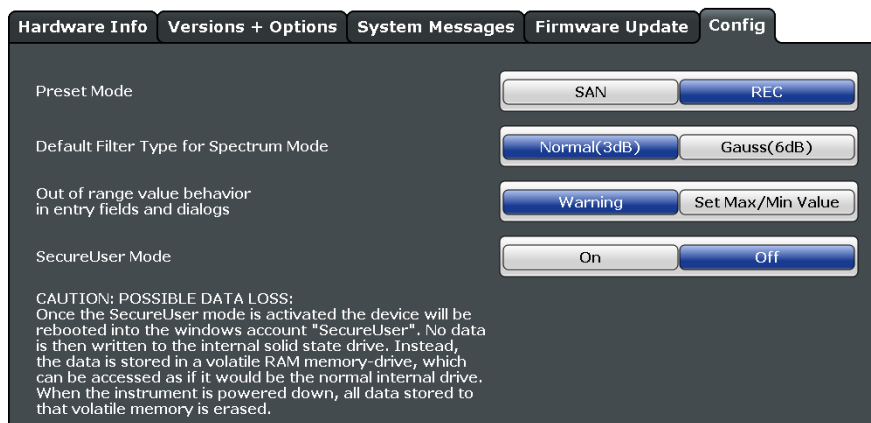 Hardware Info Versions + Options System Messages Firmware Update Config
Preset Mode SAN REC
Default Filter Type for Spectrum Mode Normal(3dB) Gauss(6dB)
Out of range value behavior
in entry fields and dialogs Warning Set Max/Min Value
SecureUser Mode On Off
CAUTION: POSSIBLE DATA LOSS:
Once the SecureUser mode is activated the device will be
rebooted into the windows account "SecureUser". No data
is then written to the internal solid state drive. Instead,
the data is stored in a volatile RAM memory-drive, which
can be accessed as if it would be the normal internal drive.
When the instrument is powered down, all data stored to
that volatile memory is erased.